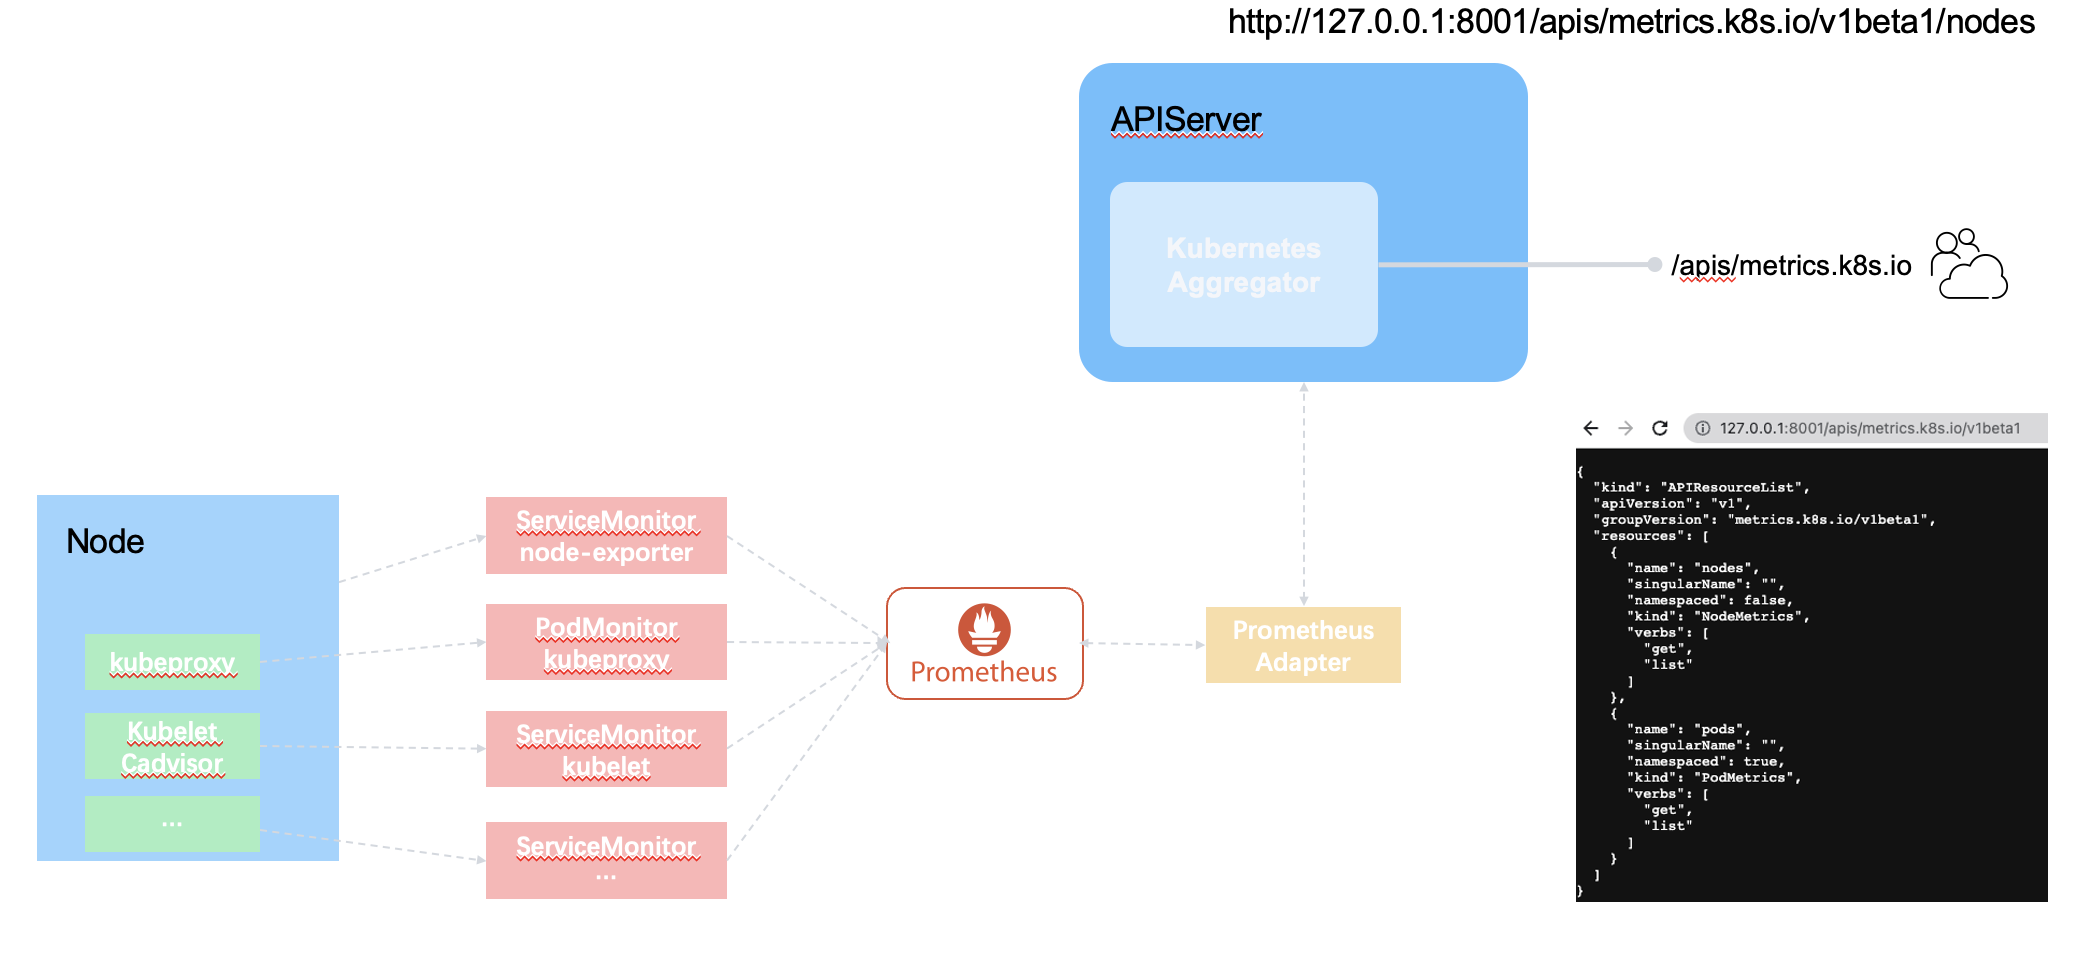 http://127.0.0.1:8001/apis/metrics.k8s.io/v1beta1/nodes
APIServer
Kubernetes
Aggregator
/apis/metrics.k8s.io
Node
kubeproxy
Kubelet
Cadvisor
...
ServiceMonitor
node-exporter
PodMonitor
kubeproxy
ServiceMonitor
kubelet
ServiceMonitor
...
Prometheus
Prometheus
Adapter
127.0.0.1:8001/apis/metrics.k8s.io/v1beta1
{
  "kind": "APIResourceList",
  "apiVersion": "v1",
  "groupVersion": "metrics.k8s.io/v1beta1",
  "resources": [
    {
      "name": "nodes",
      "singularName": "",
      "namespaced": false,
      "kind": "NodeMetrics",
      "verbs": [
        "get",
        "list"
      ]
    },
    {
      "name": "pods",
      "singularName": "",
      "namespaced": true,
      "kind": "PodMetrics",
      "verbs": [
        "get",
        "list"
      ]
    }
  ]
}